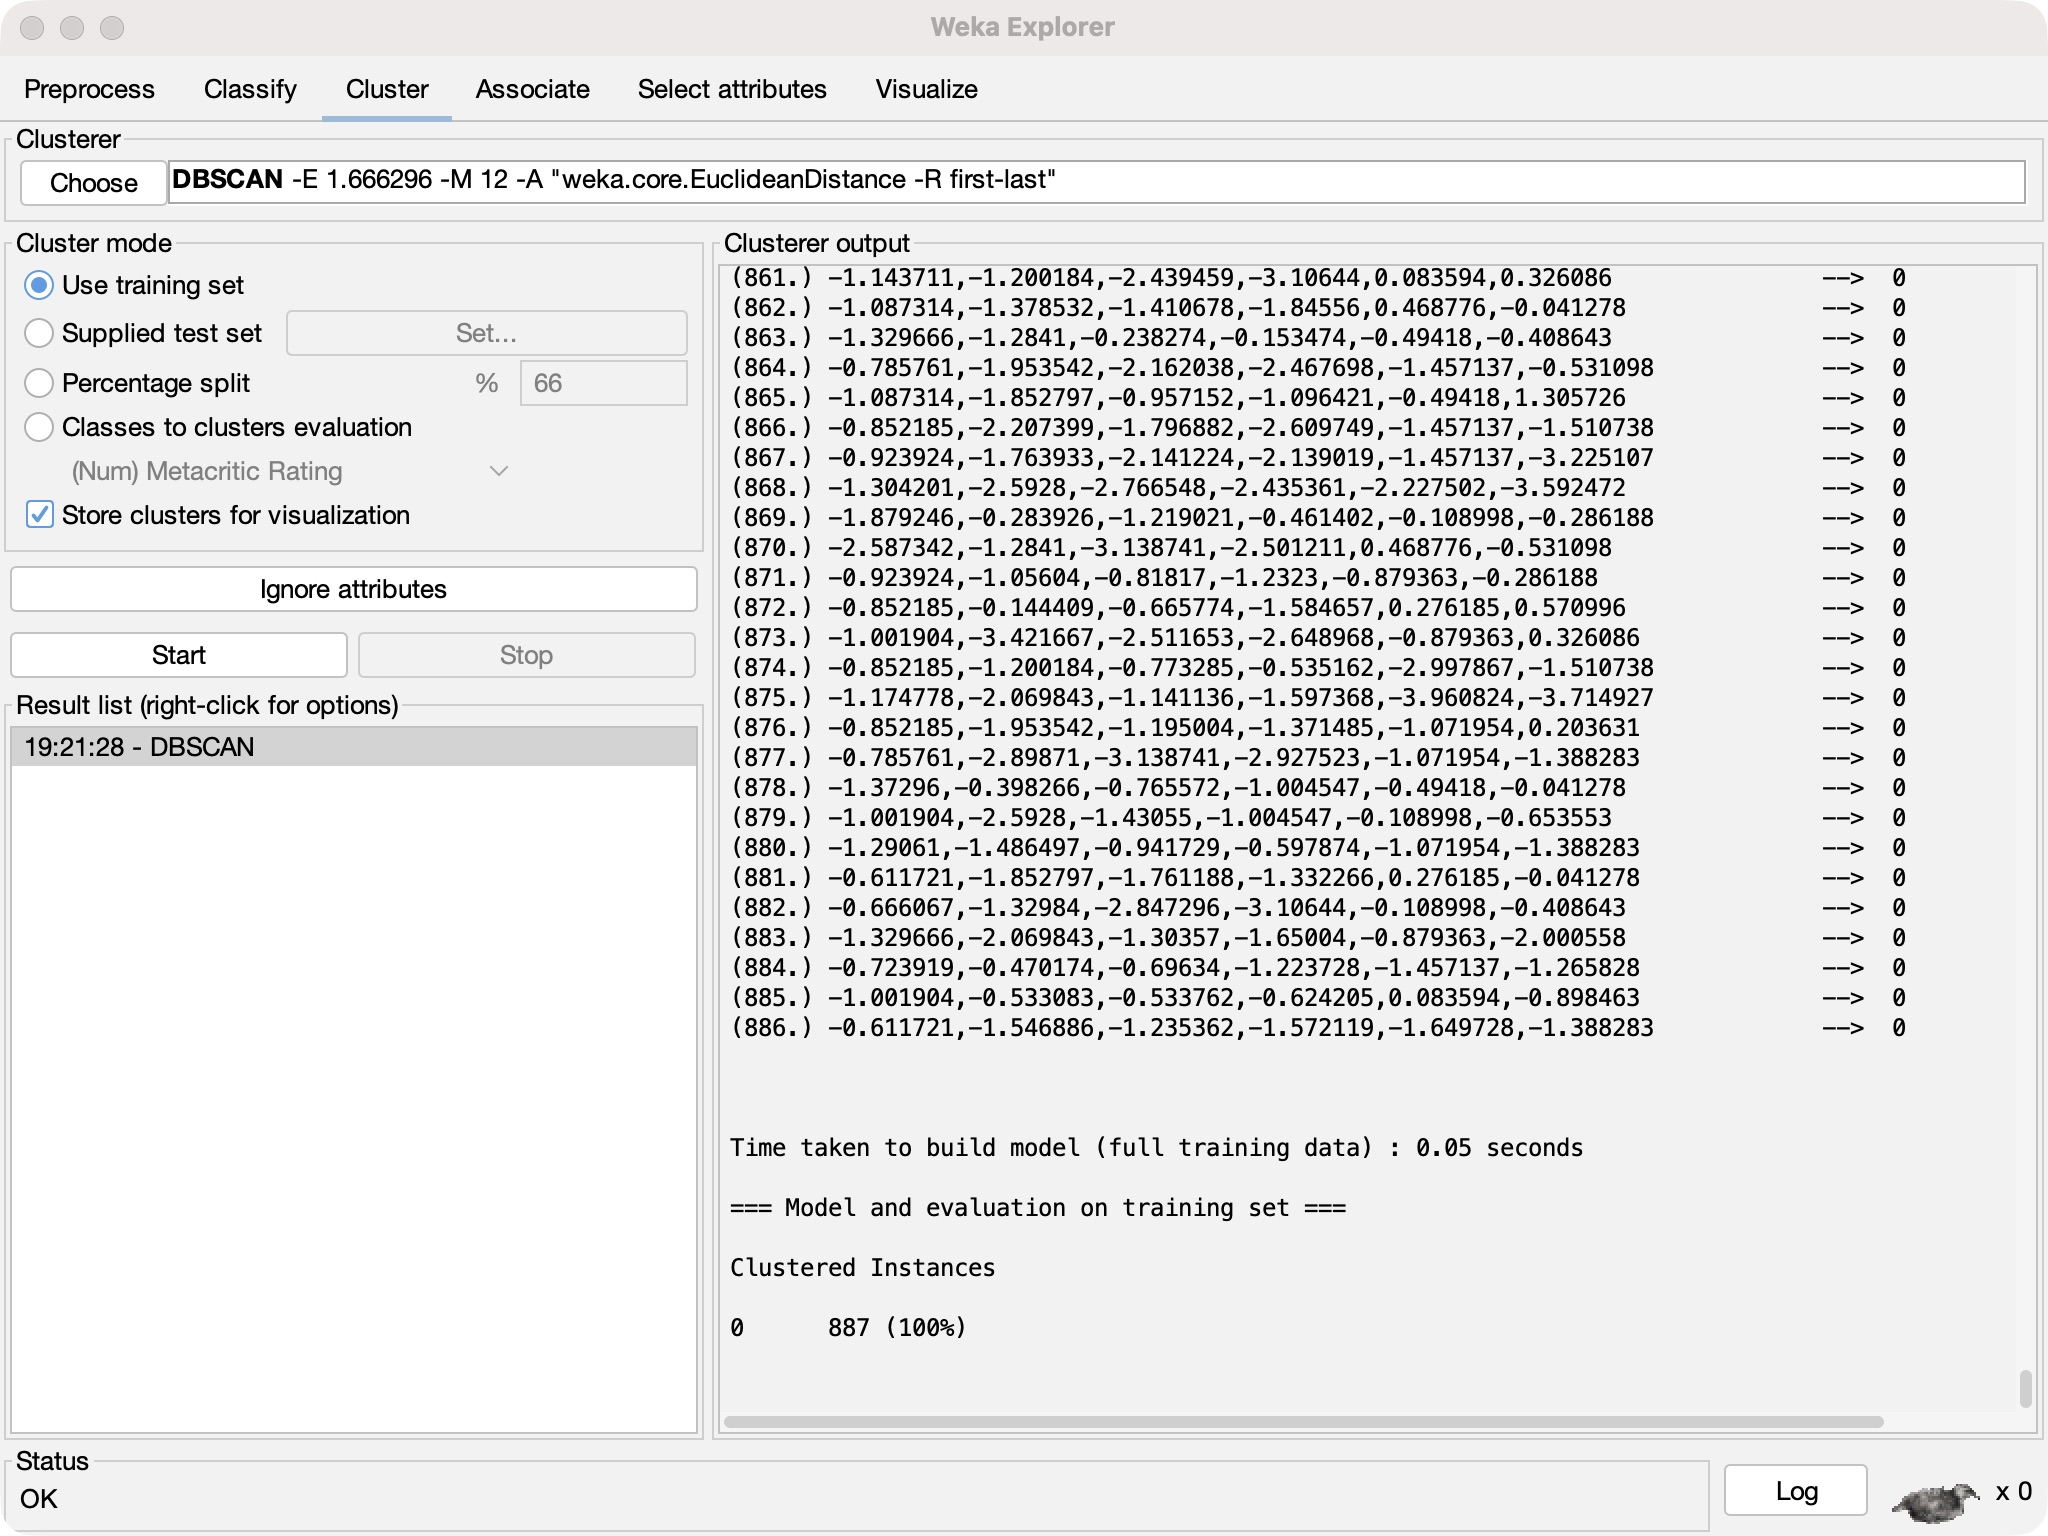 Weka Explorer
Preprocess Classify Cluster Associate Select attributes Visualize
Clusterer
Choose DBSCAN -E 1.666296 -M 12 -A "weka.core.EuclideanDistance -R first-last"
Cluster mode
Use training set
Supplied test set Set...
Percentage split % 66
Classes to clusters evaluation
(Num) Metacritic Rating
Store clusters for visualization
Ignore attributes
Start Stop
Result list (right-click for options)
19:21:28 - DBSCAN
Clusterer output
(861.) -1.143711,-1.200184,-2.439459,-3.10644,0.083594,0.326086 --> 0
(862.) -1.087314,-1.378532,-1.410678,-1.84556,0.468776,-0.041278 --> 0
(863.) -1.329666,-1.2841,-0.238274,-0.153474,-0.49418,-0.408643 --> 0
(864.) -0.785761,-1.953542,-2.162038,-2.467698,-1.457137,-0.531098 --> 0
(865.) -1.087314,-1.852797,-0.957152,-1.096421,-0.49418,1.305726 --> 0
(866.) -0.852185,-2.207399,-1.796882,-2.609749,-1.457137,-1.510738 --> 0
(867.) -0.923924,-1.763933,-2.141224,-2.139019,-1.457137,-3.225107 --> 0
(868.) -1.304201,-2.5928,-2.766548,-2.435361,-2.227502,-3.592472 --> 0
(869.) -1.879246,-0.283926,-1.219021,-0.461402,-0.108998,-0.286188 --> 0
(870.) -2.587342,-1.2841,-3.138741,-2.501211,0.468776,-0.531098 --> 0
(871.) -0.923924,-1.05604,-0.81817,-1.2323,-0.879363,-0.286188 --> 0
(872.) -0.852185,-0.144409,-0.665774,-1.584657,0.276185,0.570996 --> 0
(873.) -1.001904,-3.421667,-2.511653,-2.648968,-0.879363,0.326086 --> 0
(874.) -0.852185,-1.200184,-0.773285,-0.535162,-2.997867,-1.510738 --> 0
(875.) -1.174778,-2.069843,-1.141136,-1.597368,-3.960824,-3.714927 --> 0
(876.) -0.852185,-1.953542,-1.195004,-1.371485,-1.071954,0.203631 --> 0
(877.) -0.785761,-2.89871,-3.138741,-2.927523,-1.071954,-1.388283 --> 0
(878.) -1.37296,-0.398266,-0.765572,-1.004547,-0.49418,-0.041278 --> 0
(879.) -1.001904,-2.5928,-1.43055,-1.004547,-0.108998,-0.653553 --> 0
(880.) -1.29061,-1.486497,-0.941729,-0.597874,-1.071954,-1.388283 --> 0
(881.) -0.611721,-1.852797,-1.761188,-1.332266,0.276185,-0.041278 --> 0
(882.) -0.666067,-1.32984,-2.847296,-3.10644,-0.108998,-0.408643 --> 0
(883.) -1.329666,-2.069843,-1.30357,-1.65004,-0.879363,-2.000558 --> 0
(884.) -0.723919,-0.470174,-0.69634,-1.223728,-1.457137,-1.265828 --> 0
(885.) -1.001904,-0.533083,-0.533762,-0.624205,0.083594,-0.898463 --> 0
(886.) -0.611721,-1.546886,-1.235362,-1.572119,-1.649728,-1.388283 --> 0
Time taken to build model (full training data) : 0.05 seconds
=== Model and evaluation on training set ===
Clustered Instances
0 887 (100%)
Status
OK
Log x 0